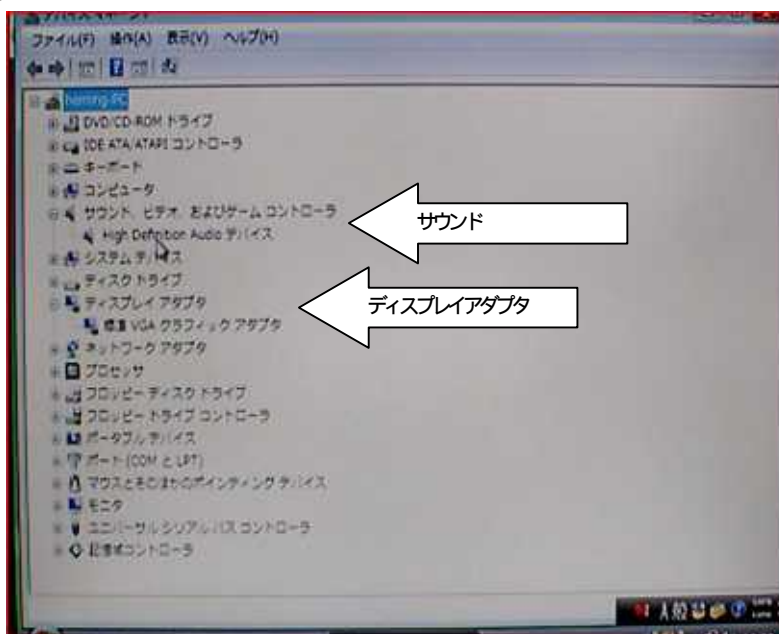 デバイス マネージャ
ファイル(F) 操作(A) 表示(V) ヘルプ(H)
DVD/CD-ROM ドライブ
IDE ATA/ATAPI コントローラ
キーボード
コンピュータ
サウンド、ビデオ、およびゲーム コントローラ
サウンド
High Definition Audio デバイス
システム デバイス
ディスク ドライブ
ディスプレイ アダプタ
ディスプレイアダプタ
標準 VGA グラフィック アダプタ
ネットワーク アダプタ
プロセッサ
フロッピー ディスク ドライブ
フロッピー ドライブ コントローラ
ポータブル デバイス
ポート (COM と LPT)
マウスとそのほかのポインティング デバイス
モニタ
ユニバーサル シリアル バス コントローラ
記憶域コントローラ
A 般